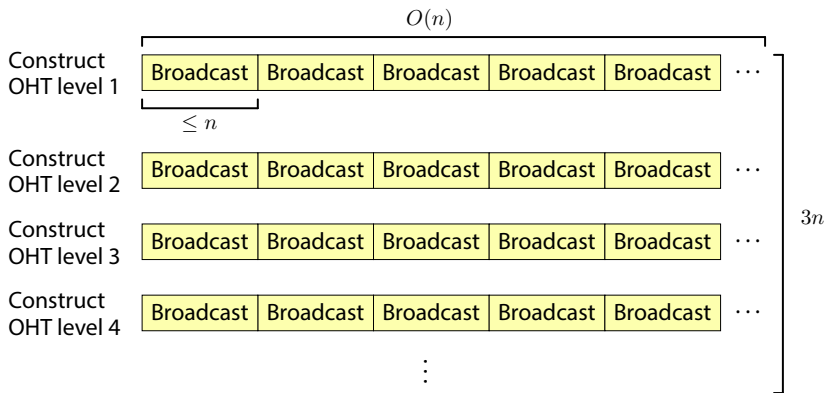 O(n)
Construct
OHT level 1
Broadcast Broadcast Broadcast Broadcast Broadcast ···
≤ n
Construct
OHT level 2
Broadcast Broadcast Broadcast Broadcast Broadcast ···
3n
Construct
OHT level 3
Broadcast Broadcast Broadcast Broadcast Broadcast ···
Construct
OHT level 4
Broadcast Broadcast Broadcast Broadcast Broadcast ···
⋮